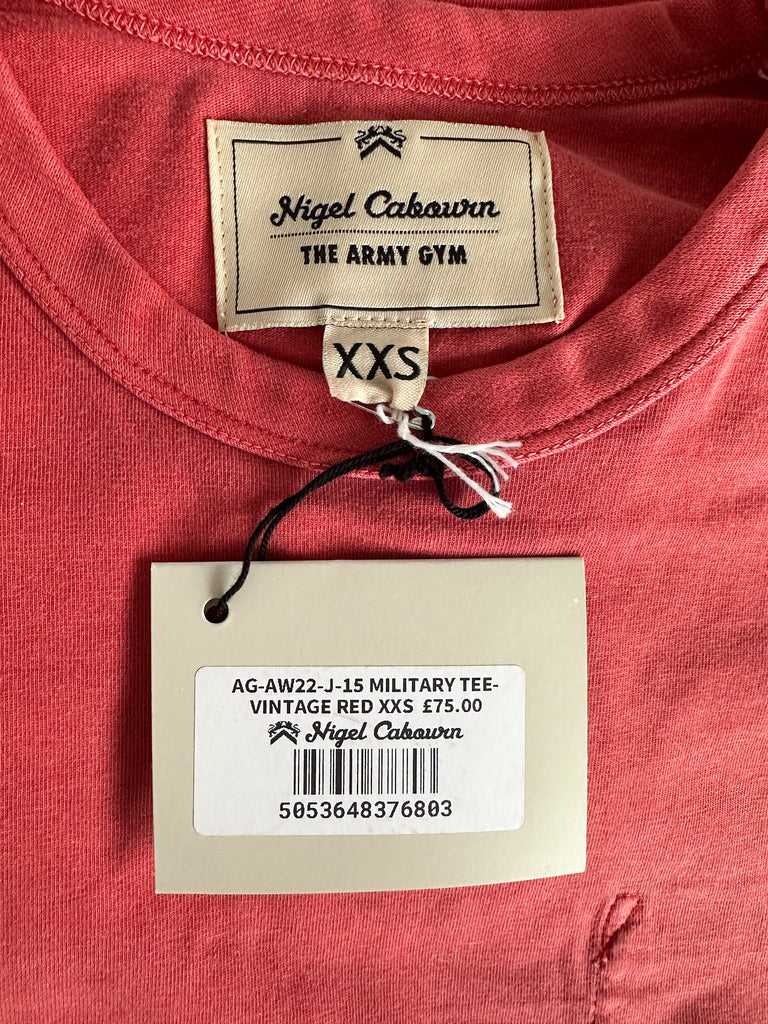 Nigel Cabourn
THE ARMY GYM
XXS
AG-AW22-J-15 MILITARY TEE-
VINTAGE RED XXS £75.00
Nigel Cabourn
5053648376803